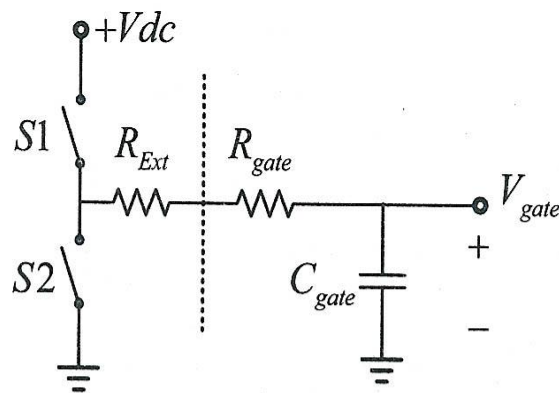 +Vdc
S1
R_Ext
R_gate
V_gate
+
S2
C_gate
−